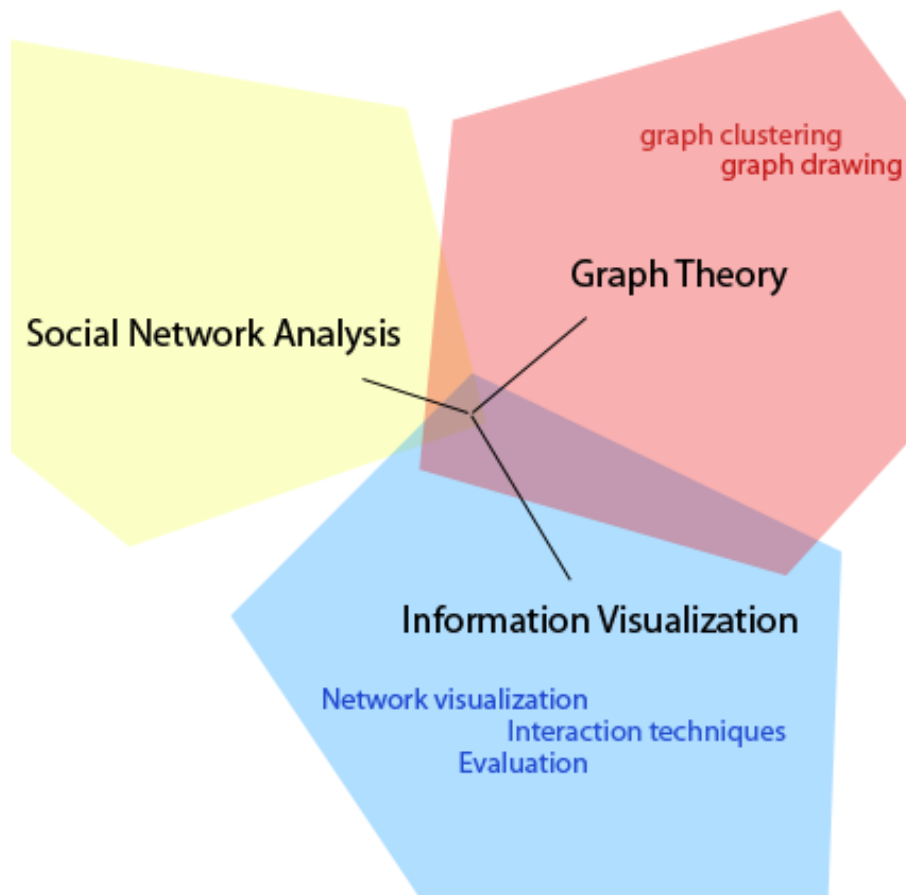 graph clustering
graph drawing
Graph Theory
Social Network Analysis
Information Visualization
Network visualization
Interaction techniques
Evaluation